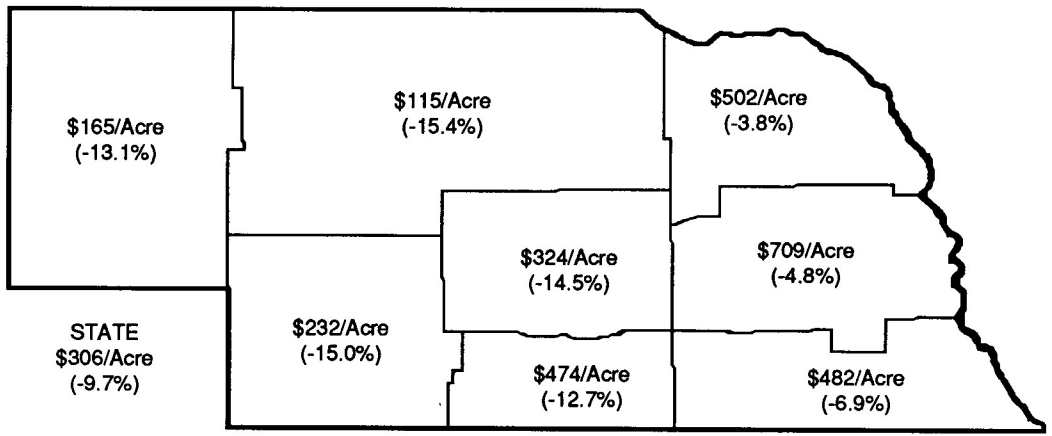 $165/Acre
(-13.1%)
$115/Acre
(-15.4%)
$502/Acre
(-3.8%)
$324/Acre
(-14.5%)
$709/Acre
(-4.8%)
STATE
$306/Acre
(-9.7%)
$232/Acre
(-15.0%)
$474/Acre
(-12.7%)
$482/Acre
(-6.9%)